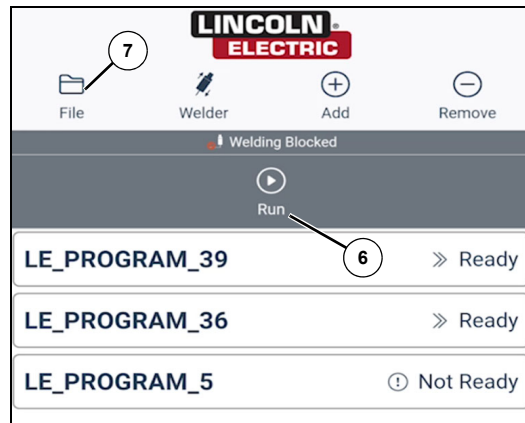 LINCOLN
ELECTRIC
7
File
Welder
Add
Remove
Welding Blocked
Run
6
LE_PROGRAM_39
Ready
LE_PROGRAM_36
Ready
LE_PROGRAM_5
Not Ready